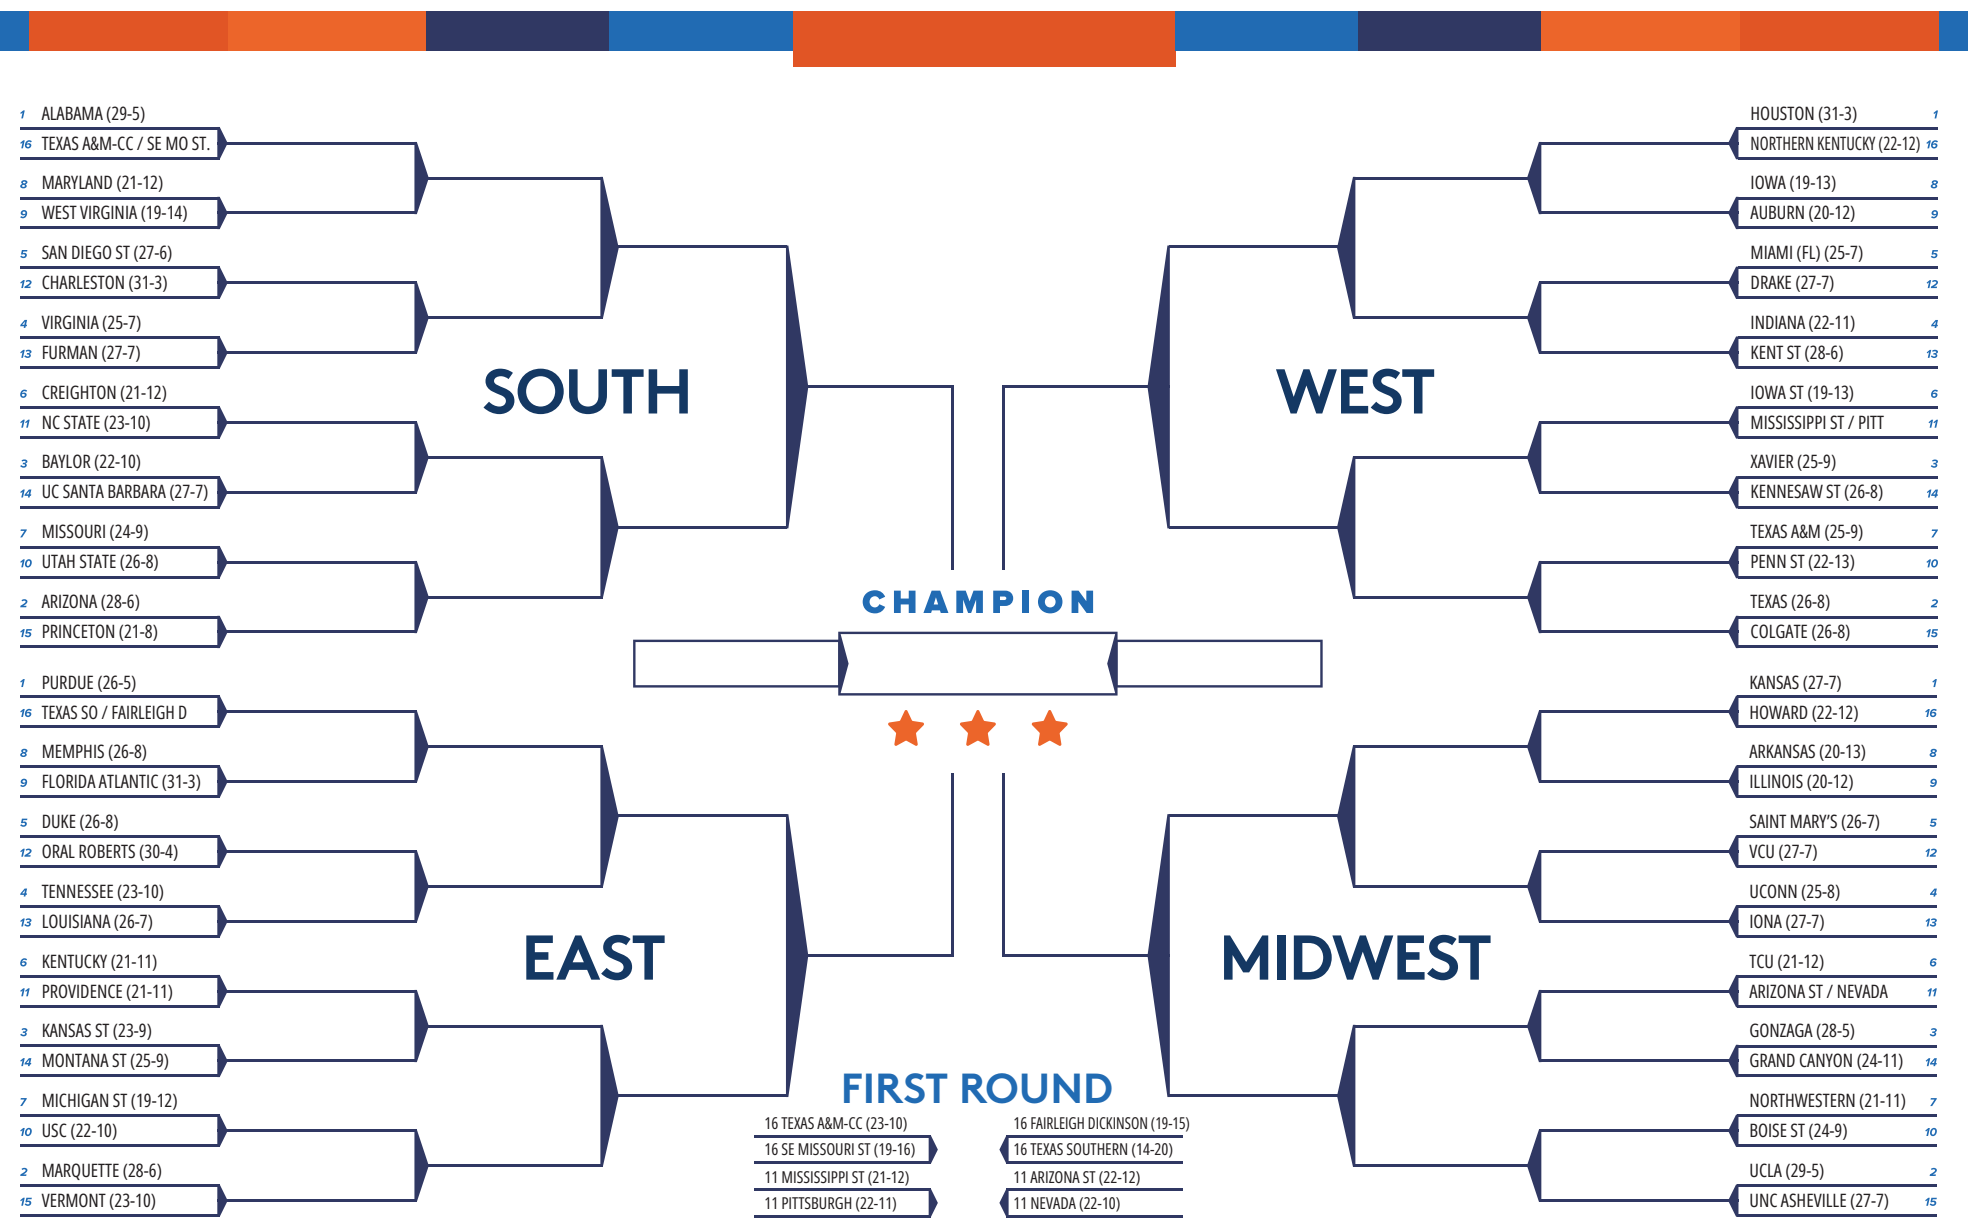 1 ALABAMA (29-5)
16 TEXAS A&M-CC / SE MO ST.
8 MARYLAND (21-12)
9 WEST VIRGINIA (19-14)
5 SAN DIEGO ST (27-6)
12 CHARLESTON (31-3)
4 VIRGINIA (25-7)
13 FURMAN (27-7)
6 CREIGHTON (21-12)
11 NC STATE (23-10)
3 BAYLOR (22-10)
14 UC SANTA BARBARA (27-7)
7 MISSOURI (24-9)
10 UTAH STATE (26-8)
2 ARIZONA (28-6)
15 PRINCETON (21-8)
SOUTH
1 PURDUE (26-5)
16 TEXAS SO / FAIRLEIGH D
8 MEMPHIS (26-8)
9 FLORIDA ATLANTIC (31-3)
5 DUKE (26-8)
12 ORAL ROBERTS (30-4)
4 TENNESSEE (23-10)
13 LOUISIANA (26-7)
6 KENTUCKY (21-11)
11 PROVIDENCE (21-11)
3 KANSAS ST (23-9)
14 MONTANA ST (25-9)
7 MICHIGAN ST (19-12)
10 USC (22-10)
2 MARQUETTE (28-6)
15 VERMONT (23-10)
EAST
CHAMPION
FIRST ROUND
16 TEXAS A&M-CC (23-10)
16 SE MISSOURI ST (19-16)
11 MISSISSIPPI ST (21-12)
11 PITTSBURGH (22-11)
16 FAIRLEIGH DICKINSON (19-15)
16 TEXAS SOUTHERN (14-20)
11 ARIZONA ST (22-12)
11 NEVADA (22-10)
WEST
HOUSTON (31-3) 1
NORTHERN KENTUCKY (22-12) 16
IOWA (19-13) 8
AUBURN (20-12) 9
MIAMI (FL) (25-7) 5
DRAKE (27-7) 12
INDIANA (22-11) 4
KENT ST (28-6) 13
IOWA ST (19-13) 6
MISSISSIPPI ST / PITT 11
XAVIER (25-9) 3
KENNESAW ST (26-8) 14
TEXAS A&M (25-9) 7
PENN ST (22-13) 10
TEXAS (26-8) 2
COLGATE (26-8) 15
MIDWEST
KANSAS (27-7) 1
HOWARD (22-12) 16
ARKANSAS (20-13) 8
ILLINOIS (20-12) 9
SAINT MARY'S (26-7) 5
VCU (27-7) 12
UCONN (25-8) 4
IONA (27-7) 13
TCU (21-12) 6
ARIZONA ST / NEVADA 11
GONZAGA (28-5) 3
GRAND CANYON (24-11) 14
NORTHWESTERN (21-11) 7
BOISE ST (24-9) 10
UCLA (29-5) 2
UNC ASHEVILLE (27-7) 15